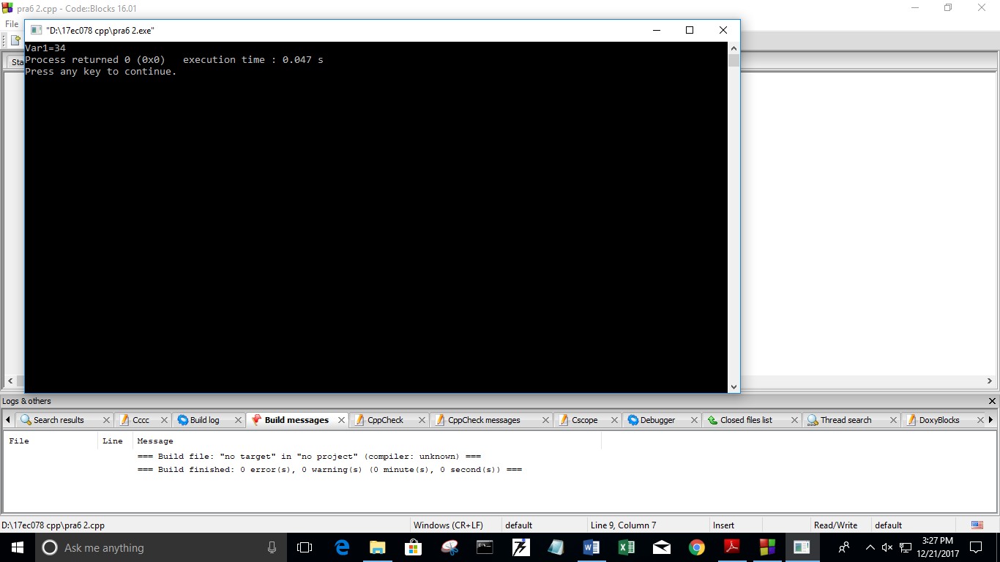 pra6 2.cpp - Code::Blocks 16.01
File
"D:\17ec078 cpp\pra6 2.exe"
Var1=34
Process returned 0 (0x0)   execution time : 0.047 s
Press any key to continue.
Sta
Logs & others
Search results
Cccc
Build log
Build messages
CppCheck
CppCheck messages
Cscope
Debugger
Closed files list
Thread search
DoxyBlocks
File Line Message
=== Build file: "no target" in "no project" (compiler: unknown) ===
=== Build finished: 0 error(s), 0 warning(s) (0 minute(s), 0 second(s)) ===
D:\17ec078 cpp\pra6 2.cpp Windows (CR+LF) default Line 9, Column 7 Insert Read/Write default
Ask me anything
3:27 PM
12/21/2017